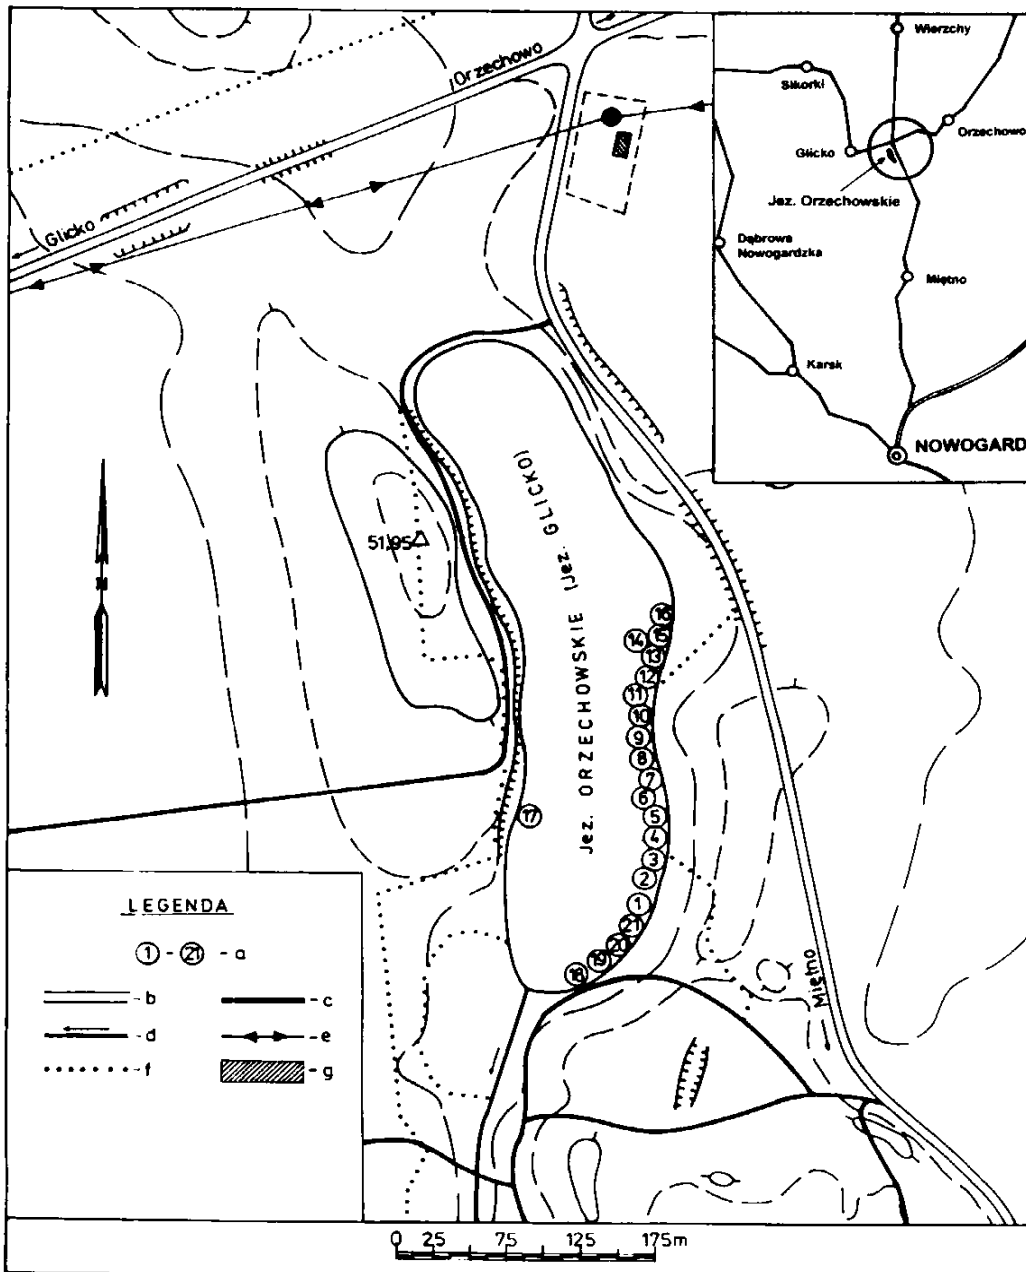 Orzechowo
Glicko
Wierzchy
Sikorki
Orzechowo
Glicko
Jez. Orzechowskie
Dąbrowa
Nowogardzka
Miętno
Karsk
NOWOGARD
51,95
N
Jez. ORZECHOWSKIE (Jez. GLICKO)
16
15
14
13
12
11
10
9
8
7
6
5
4
3
2
1
21
20
19
18
17
Miętno
LEGENDA
1 - 21 - a
- b
- c
- d
- e
- f
- g
0 25 75 125 175m